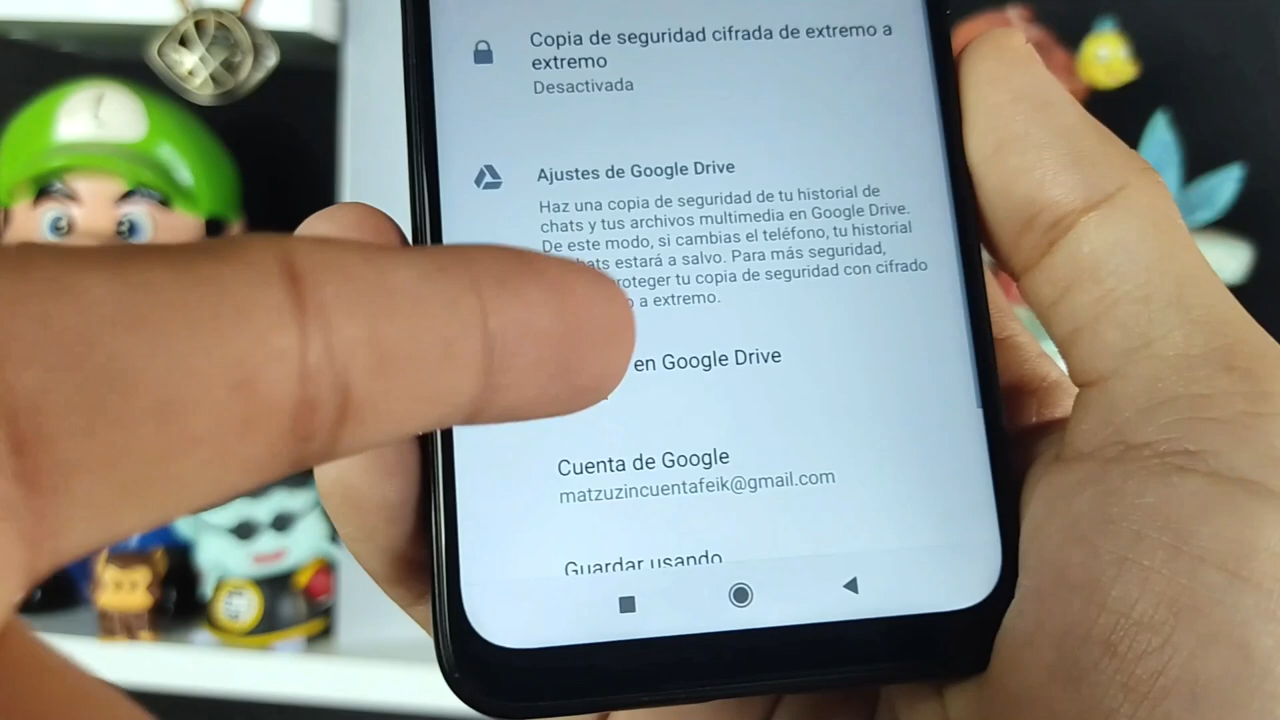 Copia de seguridad cifrada de extremo a
extremo
Desactivada
Ajustes de Google Drive
Haz una copia de seguridad de tu historial de
chats y tus archivos multimedia en Google Drive.
De este modo, si cambias el teléfono, tu historial
estará a salvo. Para más seguridad,
tu copia de seguridad con cifrado
a extremo.
en Google Drive
Cuenta de Google
matzuzincuentafeik@gmail.com
Guardar usando